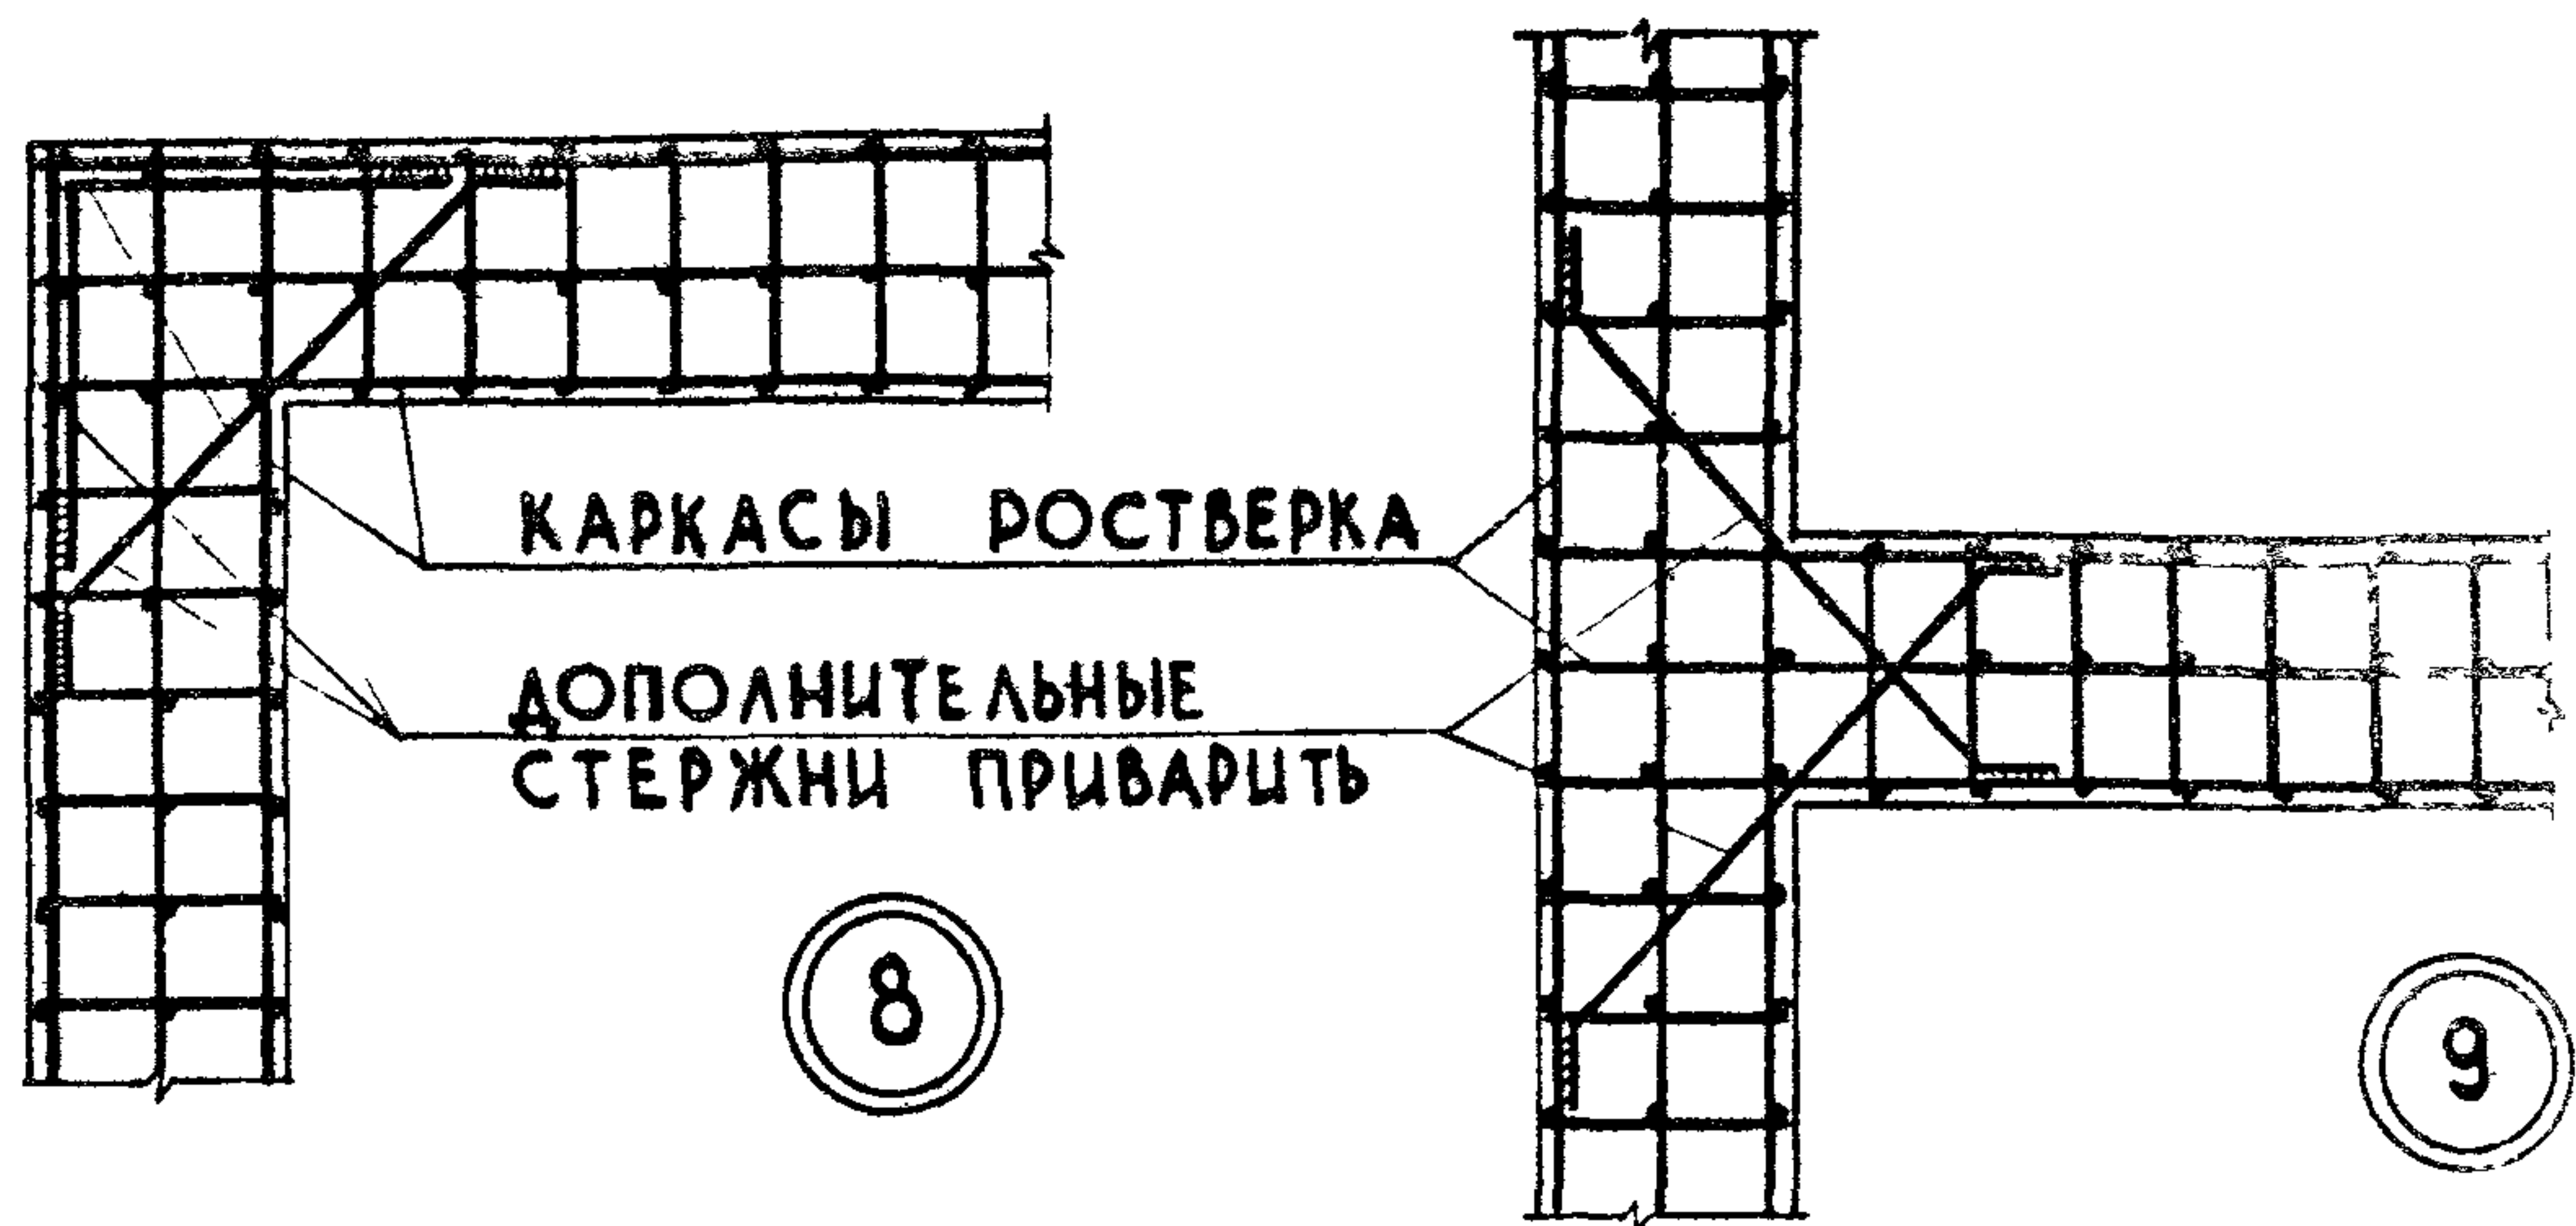 КАРКАСЫ РОСТВЕРКА
ДОПОЛНИТЕЛЬНЫЕ
СТЕРЖНИ ПРИВАРИТЬ
8
9